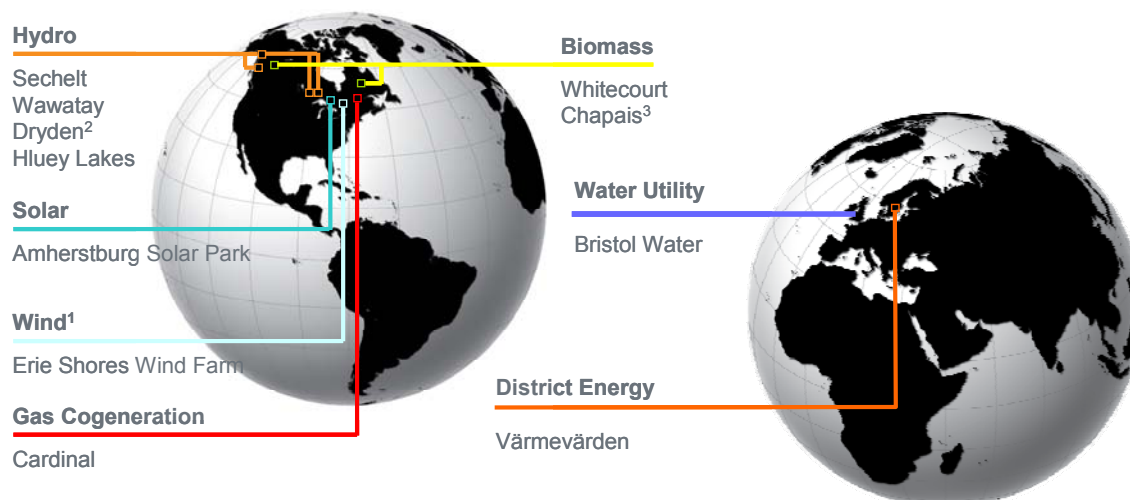 Hydro
Sechelt
Wawatay
Dryden²
Hluey Lakes
Solar
Amherstburg Solar Park
Wind¹
Erie Shores Wind Farm
Gas Cogeneration
Cardinal
Biomass
Whitecourt
Chapais³
Water Utility
Bristol Water
District Energy
Värmevärden